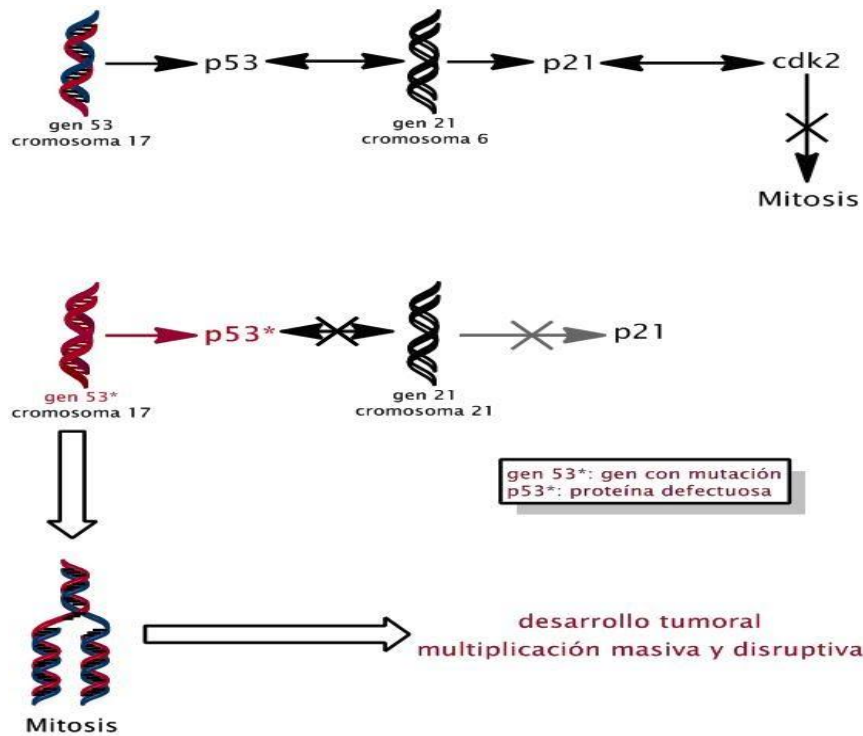 p53
p21
cdk2
gen 53
cromosoma 17
gen 21
cromosoma 6
Mitosis
p53*
p21
gen 53*
cromosoma 17
gen 21
cromosoma 21
gen 53*: gen con mutación
p53*: proteína defectuosa
desarrollo tumoral
multiplicación masiva y disruptiva
Mitosis